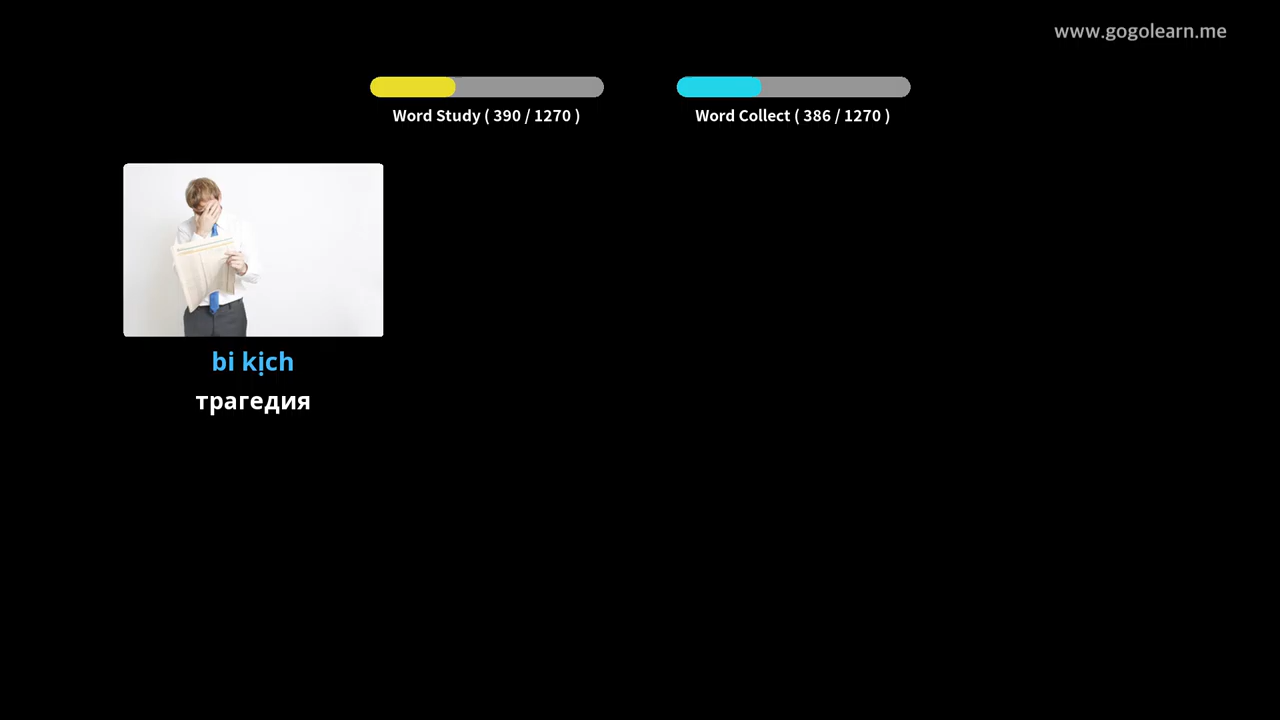 www.gogolearn.me
Word Study ( 390 / 1270 )
Word Collect ( 386 / 1270 )
bi kịch
трагедия